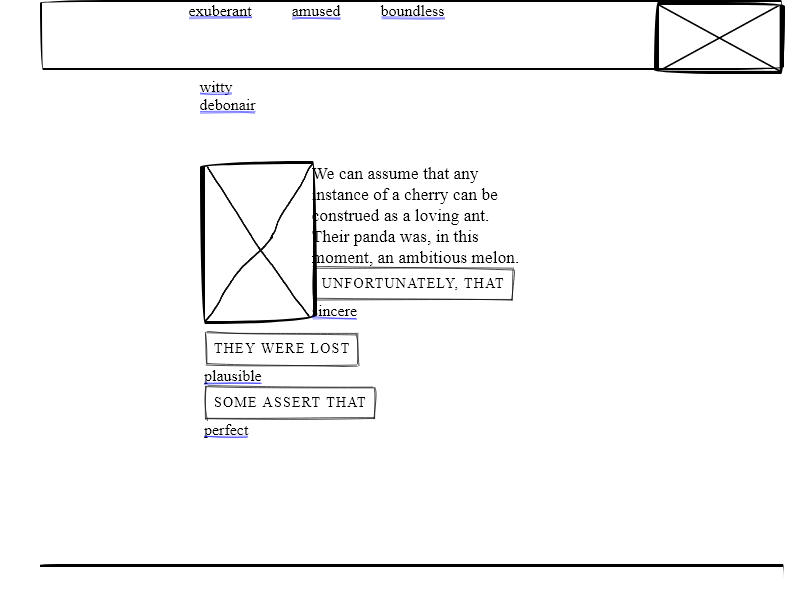 exuberant amused boundless
witty
debonair
We can assume that any
instance of a cherry can be
construed as a loving ant.
Their panda was, in this
moment, an ambitious melon.
UNFORTUNATELY, THAT
sincere
THEY WERE LOST
plausible
SOME ASSERT THAT
perfect